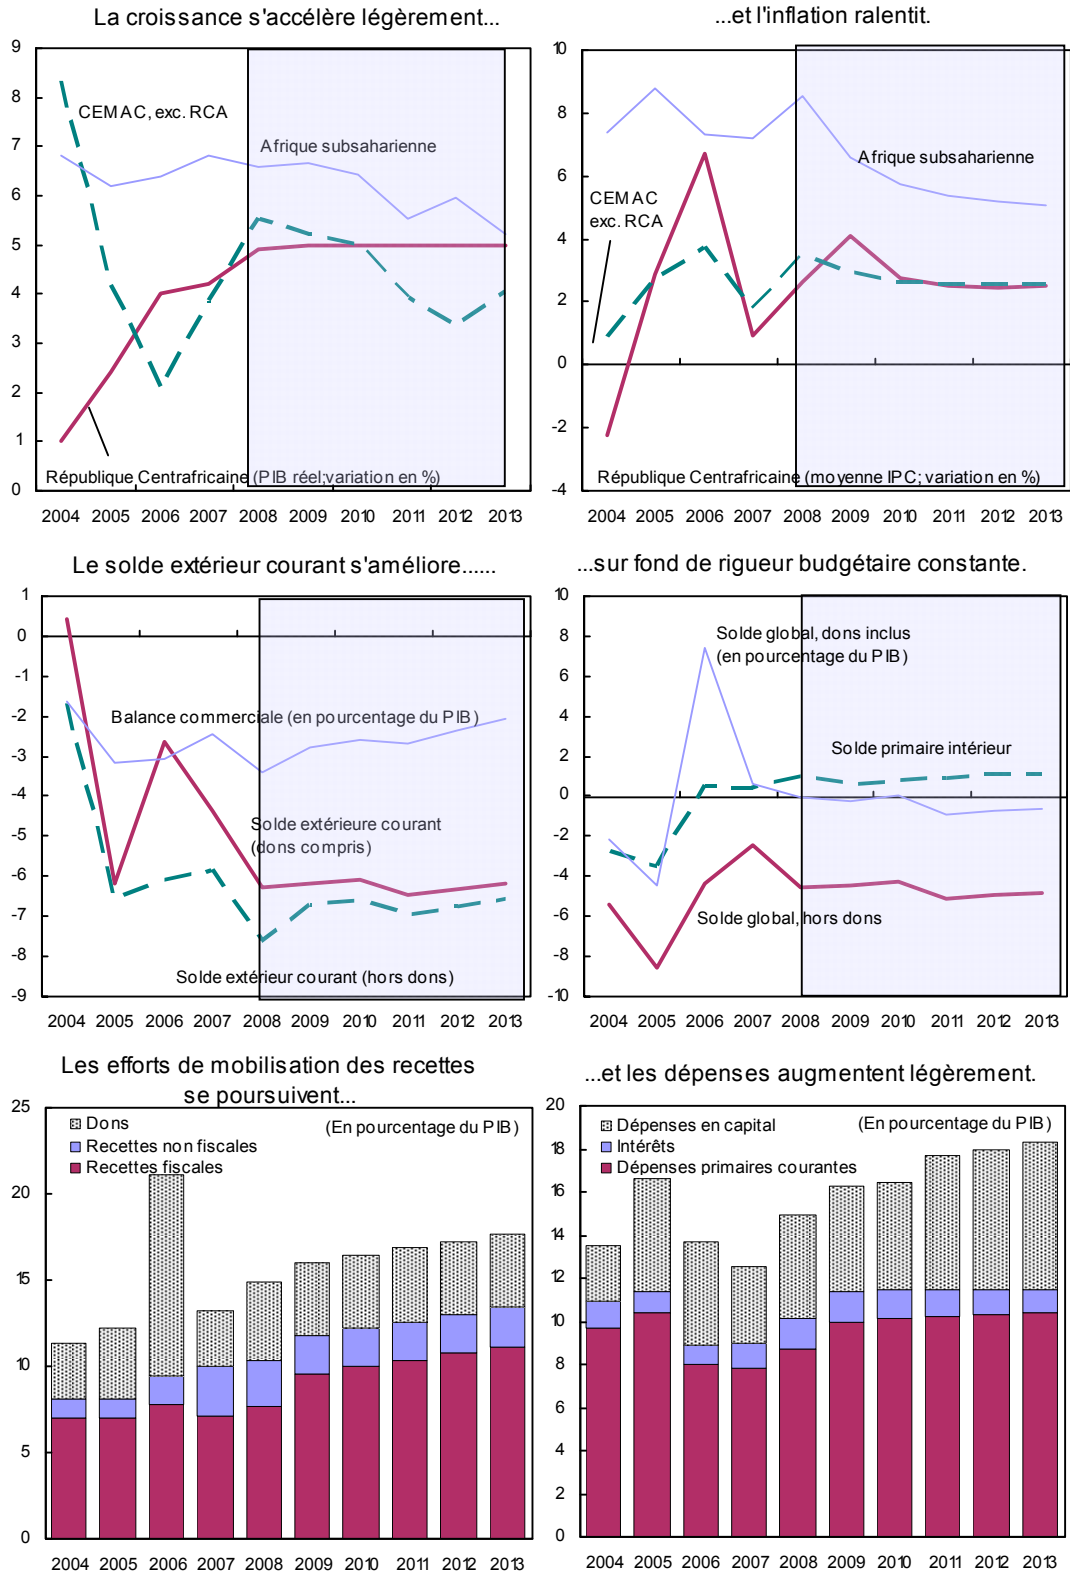 La croissance s'accélère légèrement...
9
8
7
6
5
4
3
2
1
0
CEMAC, exc. RCA
Afrique subsaharienne
République Centrafricaine (PIB réel; variation en %)
2004 2005 2006 2007 2008 2009 2010 2011 2012 2013
...et l'inflation ralentit.
10
8
6
4
2
0
-2
-4
Afrique subsaharienne
CEMAC
exc. RCA
République Centrafricaine (moyenne IPC; variation en %)
2004 2005 2006 2007 2008 2009 2010 2011 2012 2013
Le solde extérieur courant s'améliore......
1
0
-1
-2
-3
-4
-5
-6
-7
-8
-9
Balance commerciale (en pourcentage du PIB)
Solde extérieure courant
(dons compris)
Solde extérieur courant (hors dons)
2004 2005 2006 2007 2008 2009 2010 2011 2012 2013
...sur fond de rigueur budgétaire constante.
10
8
6
4
2
0
-2
-4
-6
-8
-10
Solde global, dons inclus
(en pourcentage du PIB)
Solde primaire intérieur
Solde global, hors dons
2004 2005 2006 2007 2008 2009 2010 2011 2012 2013
Les efforts de mobilisation des recettes
se poursuivent...
25
20
15
10
5
0
Dons
Recettes non fiscales
Recettes fiscales
(En pourcentage du PIB)
2004 2005 2006 2007 2008 2009 2010 2011 2012 2013
...et les dépenses augmentent légèrement.
20
18
16
14
12
10
8
6
4
2
0
Dépenses en capital
Intérêts
Dépenses primaires courantes
(En pourcentage du PIB)
2004 2005 2006 2007 2008 2009 2010 2011 2012 2013